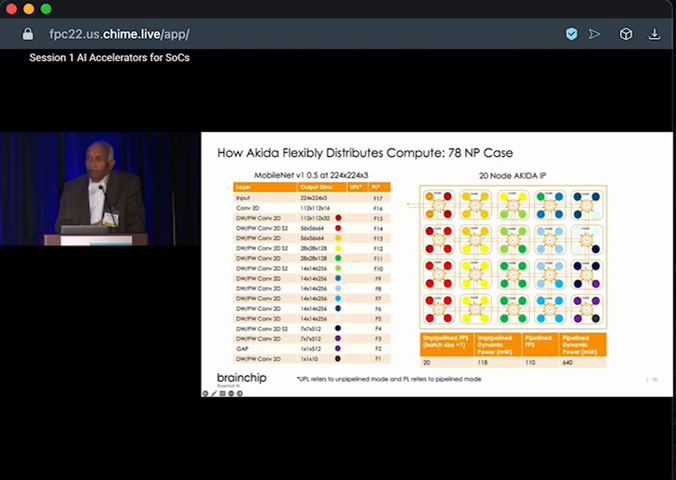 fpc22.us.chime.live/app/
Session 1 AI Accelerators for SoCs
How Akida Flexibly Distributes Compute: 78 NP Case
MobileNet v1 0.5 at 224x224x3
Layer Output Dims UPL* PL*
Input 224x224x3 F17
Conv 2D 112x112x16 F16
DW/PW Conv 2D 112x112x32 F15
DW/PW Conv 2D S2 56x56x64 F14
DW/PW Conv 2D 56x56x64 F13
DW/PW Conv 2D S2 28x28x128 F12
DW/PW Conv 2D 28x28x128 F11
DW/PW Conv 2D S2 14x14x256 F10
DW/PW Conv 2D 14x14x256 F9
DW/PW Conv 2D 14x14x256 F8
DW/PW Conv 2D 14x14x256 F7
DW/PW Conv 2D 14x14x256 F6
DW/PW Conv 2D 14x14x256 F5
DW/PW Conv 2D S2 7x7x512 F4
DW/PW Conv 2D 7x7x512 F3
GAP 1x1x512 F2
DW/PW Conv 2D 1x1x10 F1
20 Node AKIDA IP
Unpipelined FPS (batch size =1) Unpipelined Dynamic Power (mW) Pipelined FPS Pipelined Dynamic Power (mW)
20 118 110 640
brainchip
Essential AI
*UPL refers to unpipelined mode and PL refers to pipelined mode